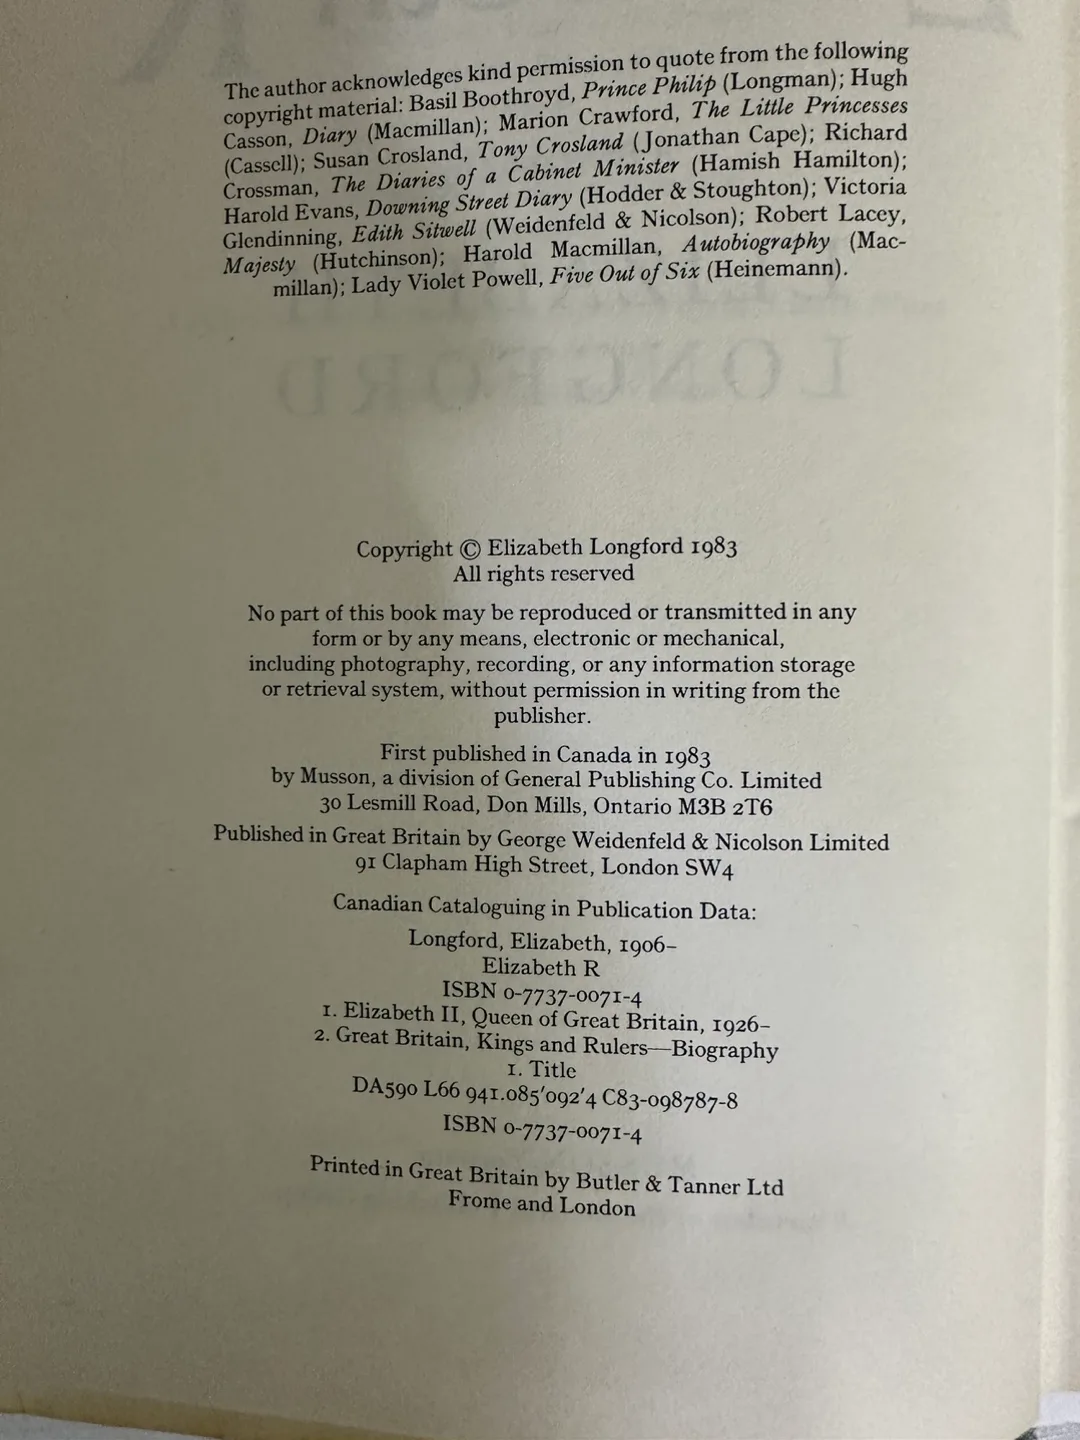 The author acknowledges kind permission to quote from the following
copyright material: Basil Boothroyd, Prince Philip (Longman); Hugh
Casson, Diary (Macmillan); Marion Crawford, The Little Princesses
(Cassell); Susan Crosland, Tony Crosland (Jonathan Cape); Richard
Crossman, The Diaries of a Cabinet Minister (Hamish Hamilton);
Harold Evans, Downing Street Diary (Hodder & Stoughton); Victoria
Glendinning, Edith Sitwell (Weidenfeld & Nicolson); Robert Lacey,
Majesty (Hutchinson); Harold Macmillan, Autobiography (Mac-
millan); Lady Violet Powell, Five Out of Six (Heinemann).
LONGFORD
Copyright © Elizabeth Longford 1983
All rights reserved
No part of this book may be reproduced or transmitted in any
form or by any means, electronic or mechanical,
including photography, recording, or any information storage
or retrieval system, without permission in writing from the
publisher.
First published in Canada in 1983
by Musson, a division of General Publishing Co. Limited
30 Lesmill Road, Don Mills, Ontario M3B 2T6
Published in Great Britain by George Weidenfeld & Nicolson Limited
91 Clapham High Street, London SW4
Canadian Cataloguing in Publication Data:
Longford, Elizabeth, 1906–
Elizabeth R
ISBN 0-7737-0071-4
1. Elizabeth II, Queen of Great Britain, 1926–
2. Great Britain, Kings and Rulers—Biography
1. Title
DA590 L66 941.085′092′4 C83-098787-8
ISBN 0-7737-0071-4
Printed in Great Britain by Butler & Tanner Ltd
Frome and London